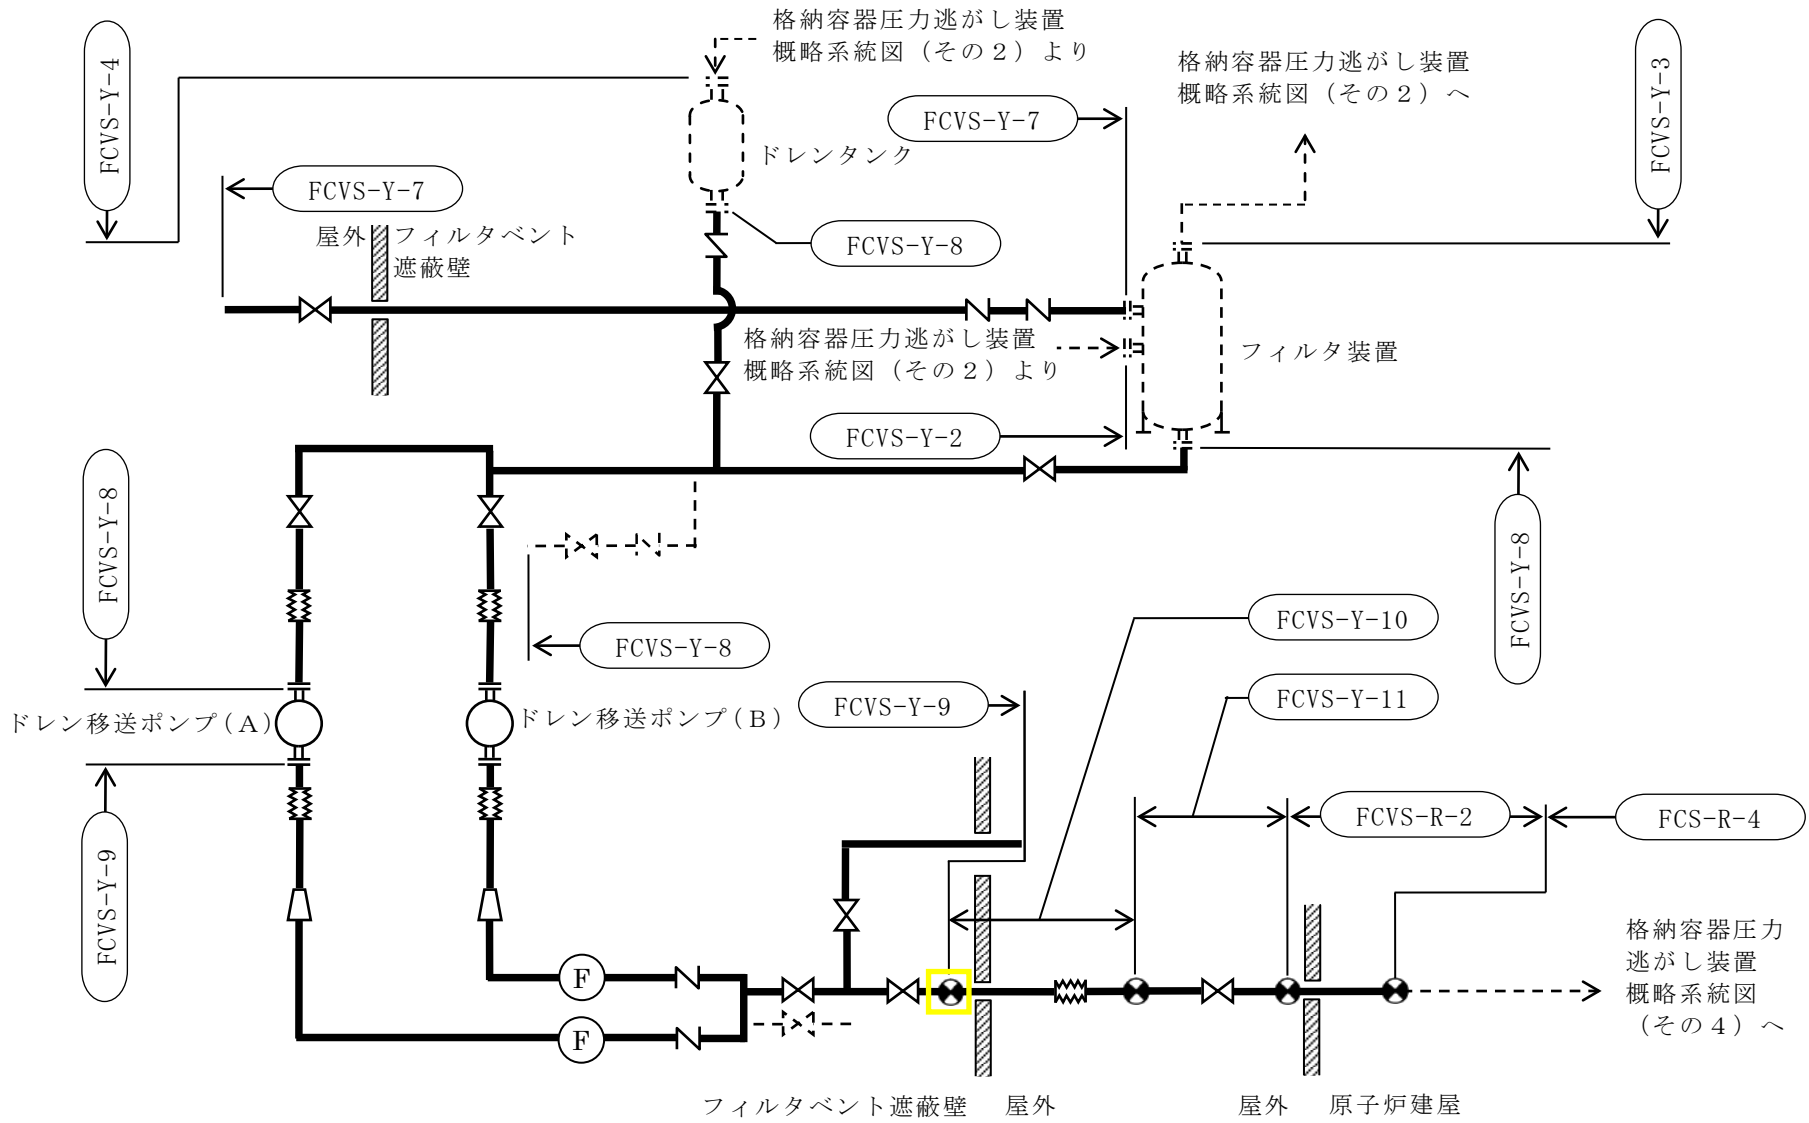 格納容器圧力逃がし装置
概略系統図（その２）より
格納容器圧力逃がし装置
概略系統図（その２）へ
FCVS-Y-4
FCVS-Y-3
FCVS-Y-7
ドレンタンク
FCVS-Y-7
屋外
フィルタベント
遮蔽壁
FCVS-Y-8
格納容器圧力逃がし装置
概略系統図（その２）より
フィルタ装置
FCVS-Y-2
FCVS-Y-8
FCVS-Y-8
FCVS-Y-8
FCVS-Y-10
FCVS-Y-11
FCVS-Y-9
ドレン移送ポンプ(Ａ)
ドレン移送ポンプ(Ｂ)
FCVS-R-2
FCS-R-4
FCVS-Y-9
F
F
格納容器圧力
逃がし装置
概略系統図
（その４）へ
フィルタベント遮蔽壁
屋外
屋外
原子炉建屋